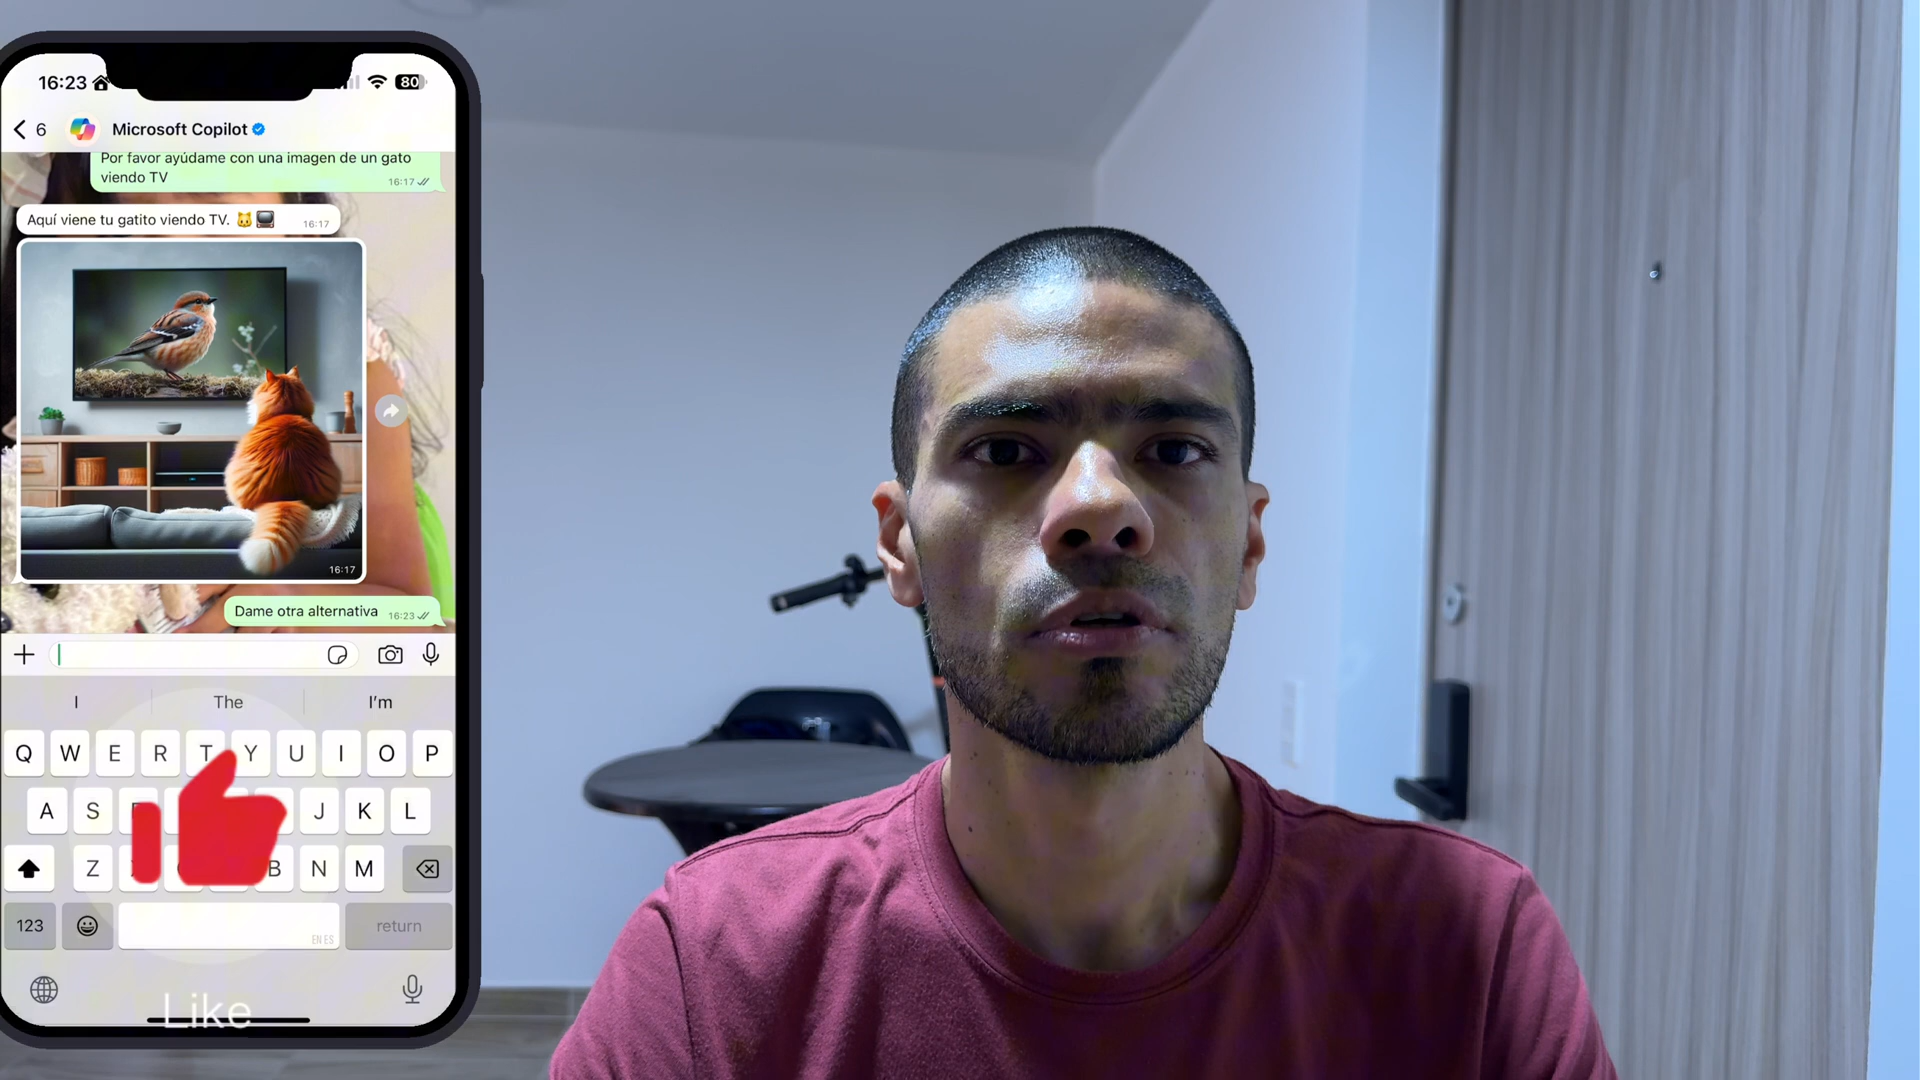 16:23
80
6
Microsoft Copilot
Por favor ayúdame con una imagen de un gato
viendo TV
16:17
Aquí viene tu gatito viendo TV. 🐱📺
16:17
16:17
Dame otra alternativa
16:23
I
The
I'm
Q W E R T Y U I O P
A S J K L
Z B N M
123
EN ES
return
Like